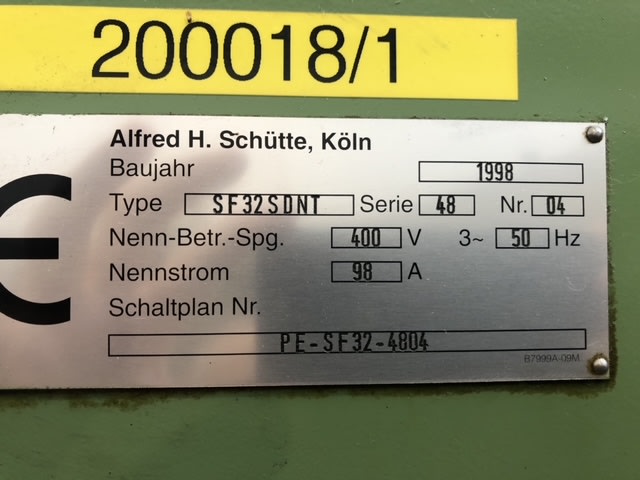 200018/1
Alfred H. Schütte, Köln
Baujahr 1998
Type SF32SDNT Serie 48 Nr. 04
Nenn-Betr.-Spg. 400 V 3~ 50 Hz
Nennstrom 98 A
Schaltplan Nr.
PE-SF32-4804
B7999A-09M
CE